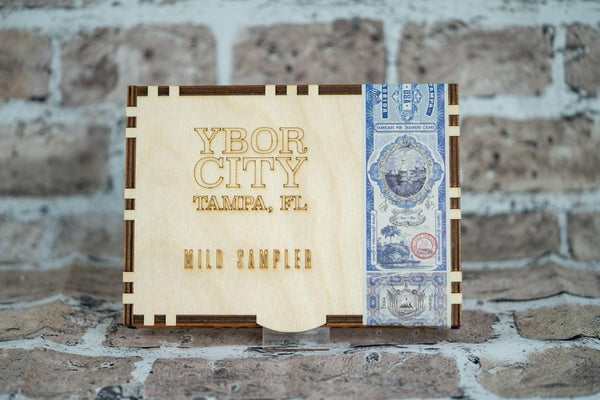 YBOR
CITY
TAMPA, FL
MILD SAMPLER